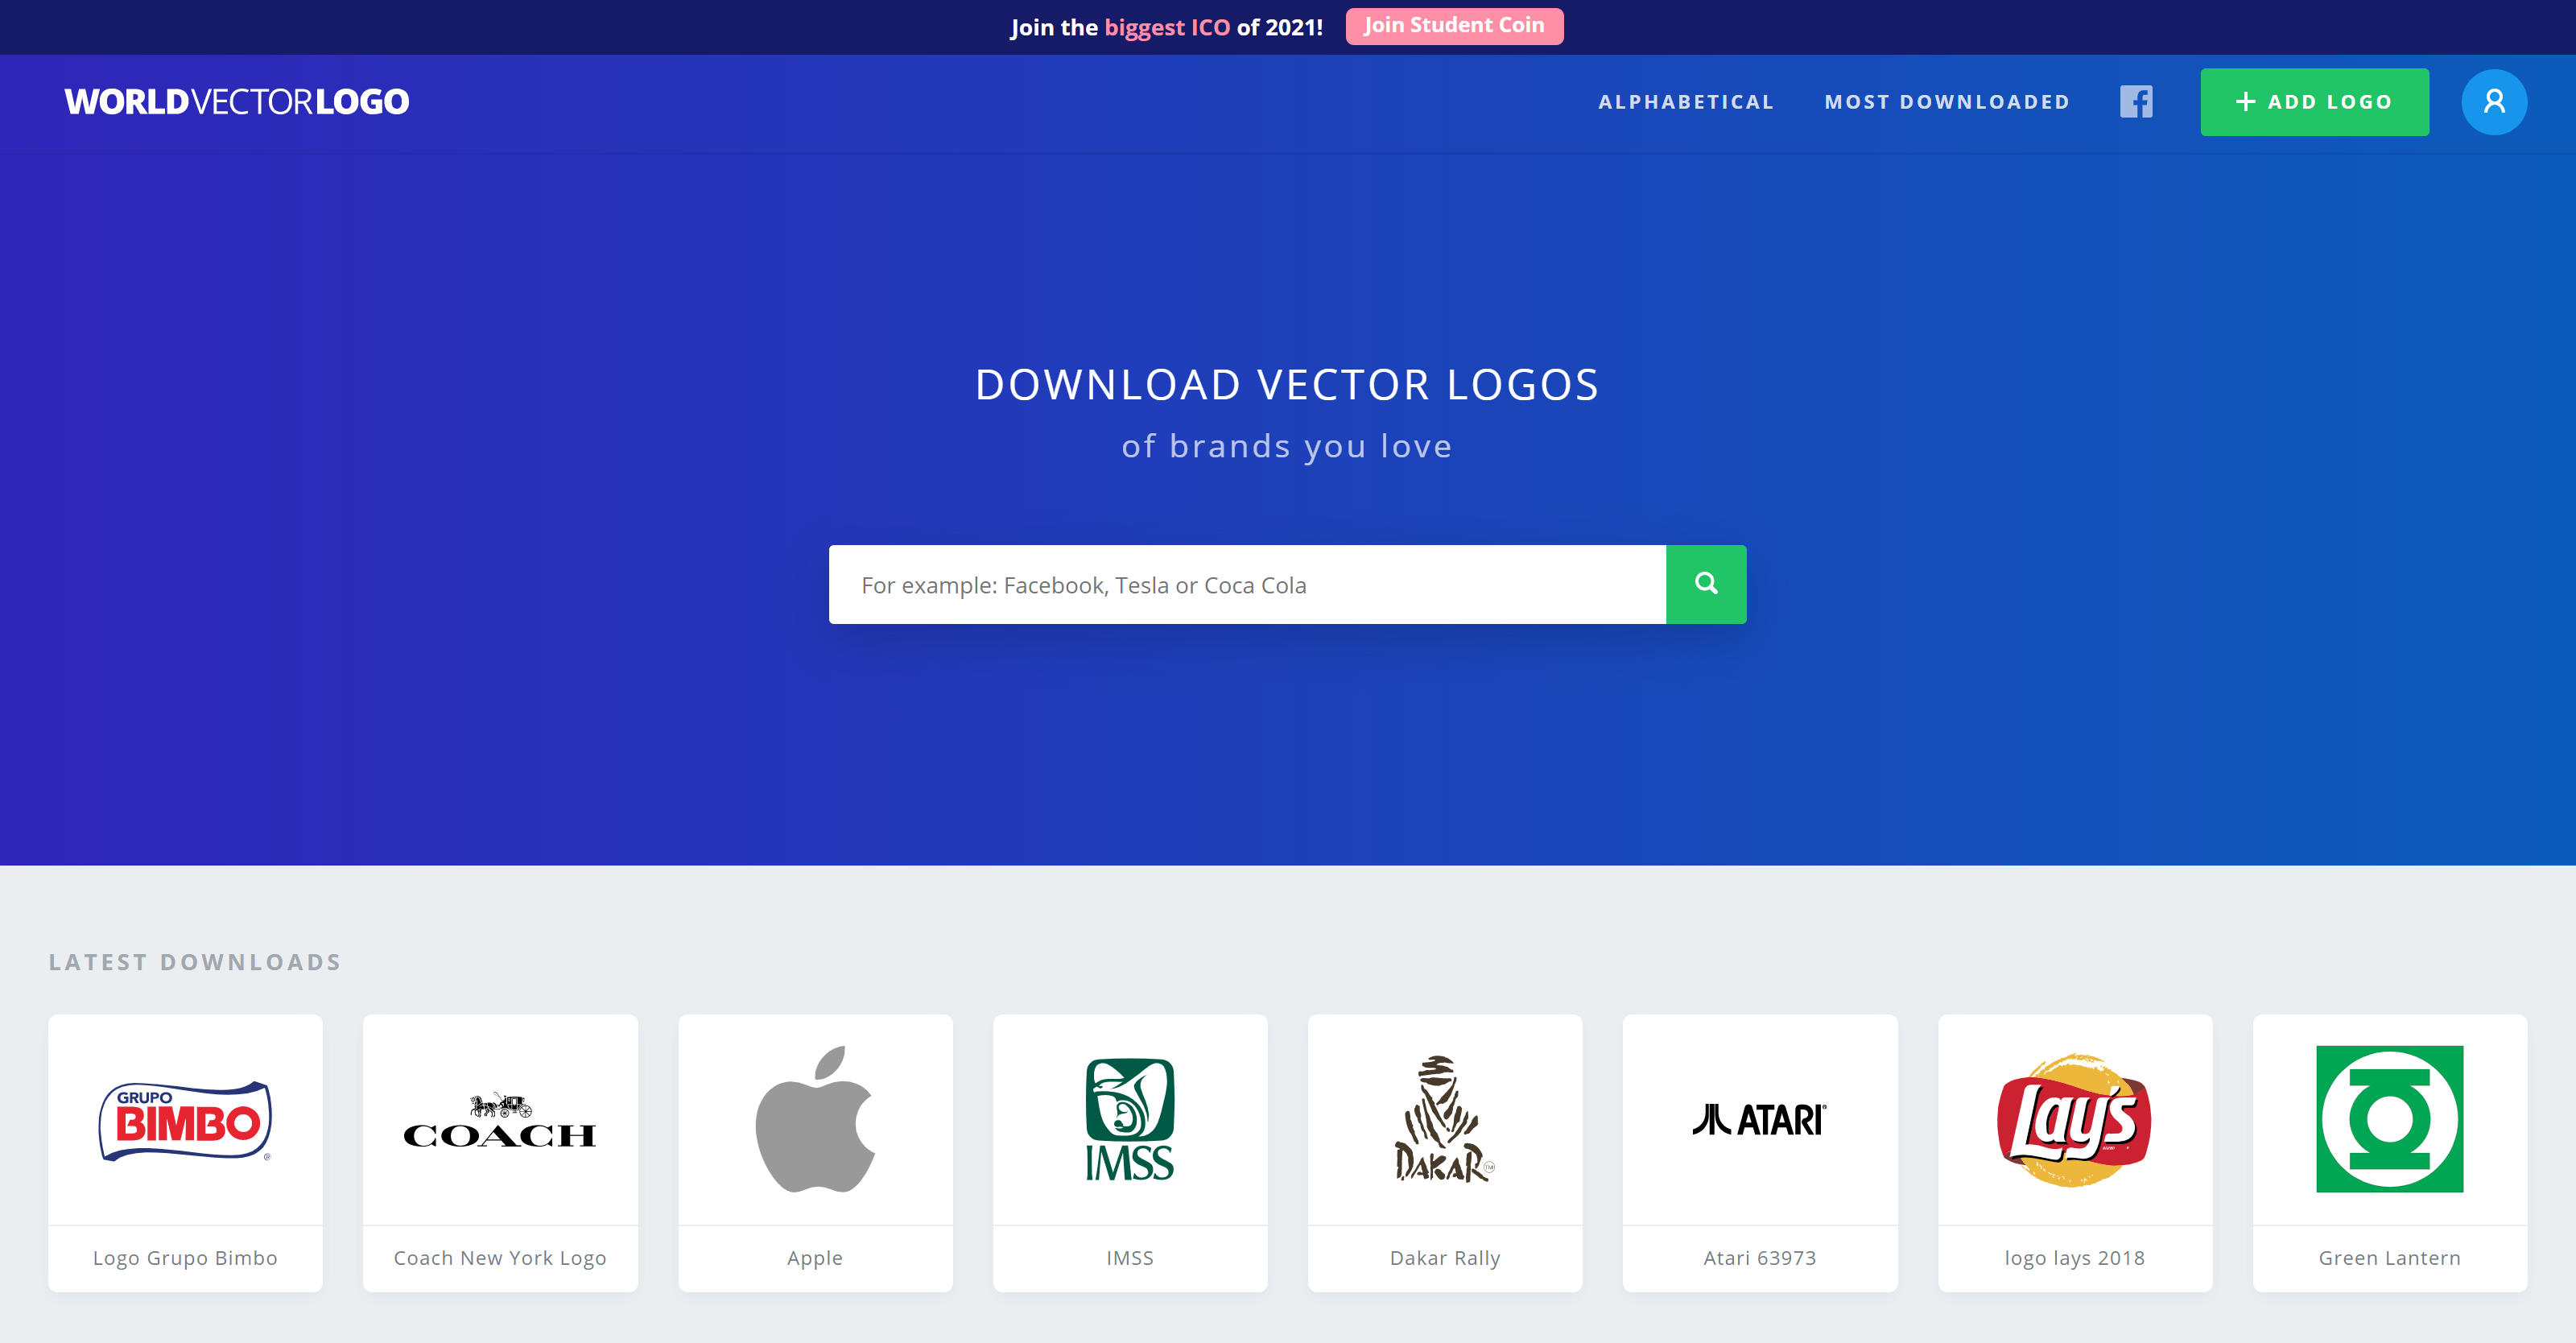 Join the biggest ICO of 2021! Join Student Coin
WORLDVECTORLOGO ALPHABETICAL MOST DOWNLOADED + ADD LOGO
DOWNLOAD VECTOR LOGOS
of brands you love
For example: Facebook, Tesla or Coca Cola
LATEST DOWNLOADS
GRUPO
BIMBO
COACH
IMSS
DAKAR TM
ATARI®
Lay's
Logo Grupo Bimbo
Coach New York Logo
Apple
IMSS
Dakar Rally
Atari 63973
logo lays 2018
Green Lantern